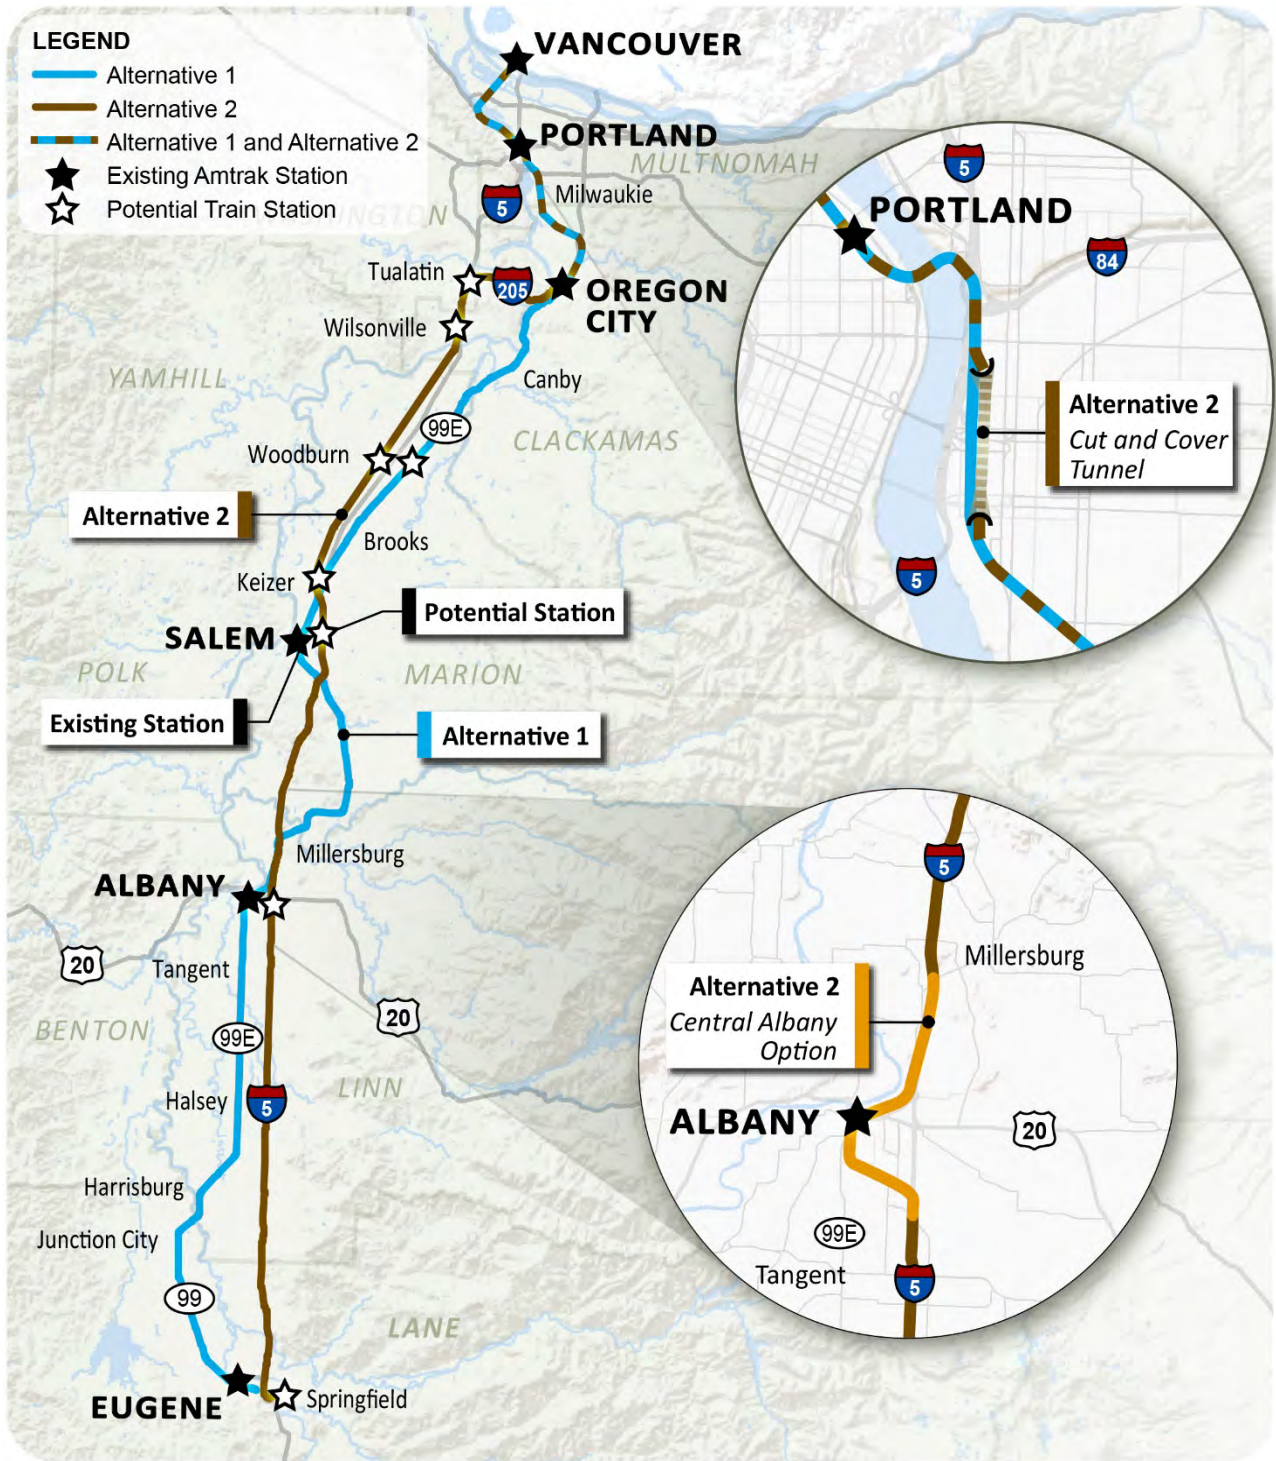 LEGEND
Alternative 1
Alternative 2
Alternative 1 and Alternative 2
Existing Amtrak Station
Potential Train Station
VANCOUVER
PORTLAND
MULTNOMAH
Milwaukie
5
INGTON
Tualatin
205
OREGON
CITY
Wilsonville
YAMHILL
Canby
99E
CLACKAMAS
Woodburn
Alternative 2
Brooks
Keizer
Potential Station
SALEM
POLK
MARION
Existing Station
Alternative 1
Millersburg
ALBANY
20
Tangent
20
BENTON
99E
LINN
Halsey
5
Harrisburg
Junction City
99
LANE
EUGENE
Springfield
5
PORTLAND
84
Alternative 2
Cut and Cover
Tunnel
5
5
Millersburg
Alternative 2
Central Albany
Option
ALBANY
20
99E
Tangent
5